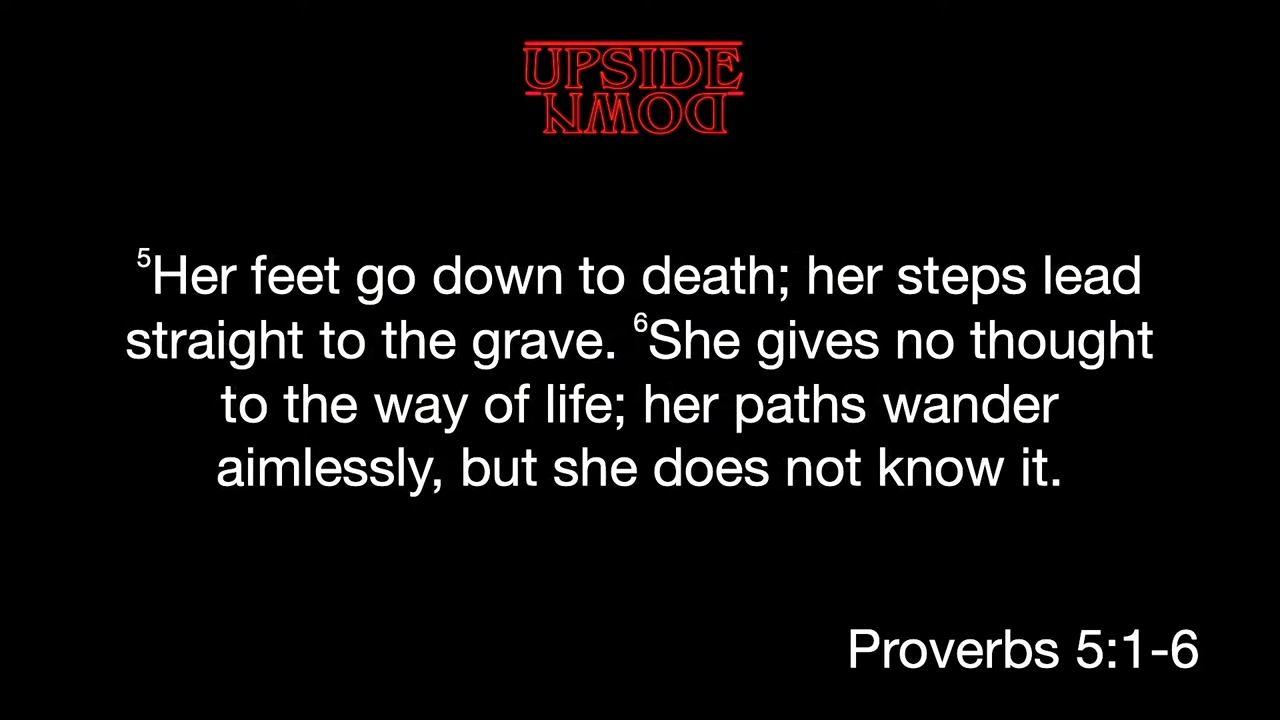 UPSIDE
DOWN
⁵Her feet go down to death; her steps lead
straight to the grave. ⁶She gives no thought
to the way of life; her paths wander
aimlessly, but she does not know it.
Proverbs 5:1-6